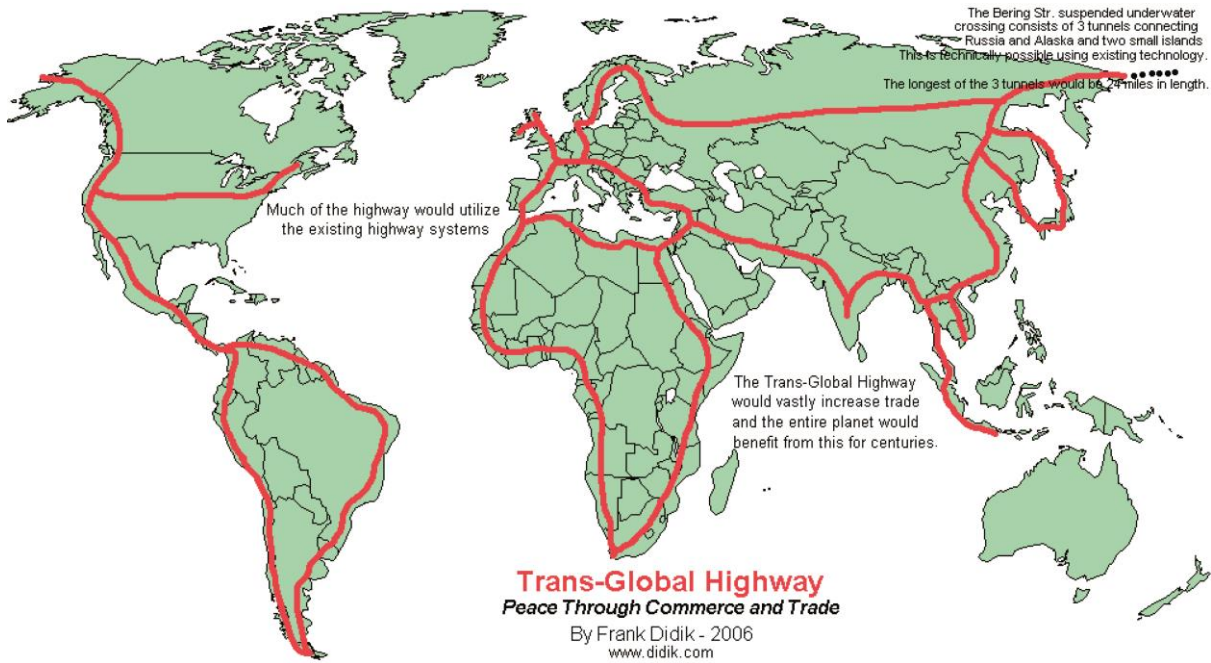 The Bering Str. suspended underwater
crossing consists of 3 tunnels connecting
Russia and Alaska and two small islands
This is technically possible using existing technology.
The longest of the 3 tunnels would be 24 miles in length.
Much of the highway would utilize
the existing highway systems
The Trans-Global Highway
would vastly increase trade
and the entire planet would
benefit from this for centuries.
Trans-Global Highway
Peace Through Commerce and Trade
By Frank Didik - 2006
www.didik.com